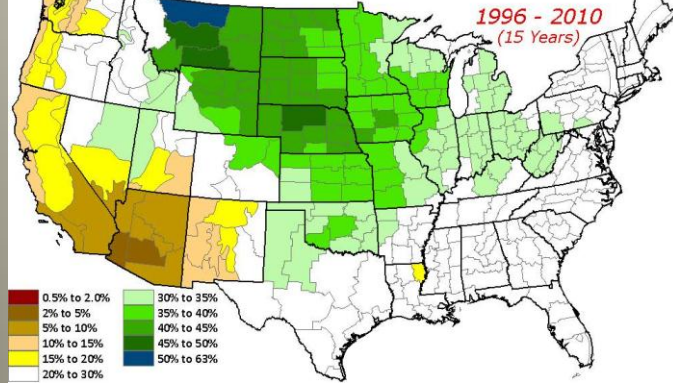 1996 - 2010
(15 Years)
0.5% to 2.0%
2% to 5%
5% to 10%
10% to 15%
15% to 20%
20% to 30%
30% to 35%
35% to 40%
40% to 45%
45% to 50%
50% to 63%